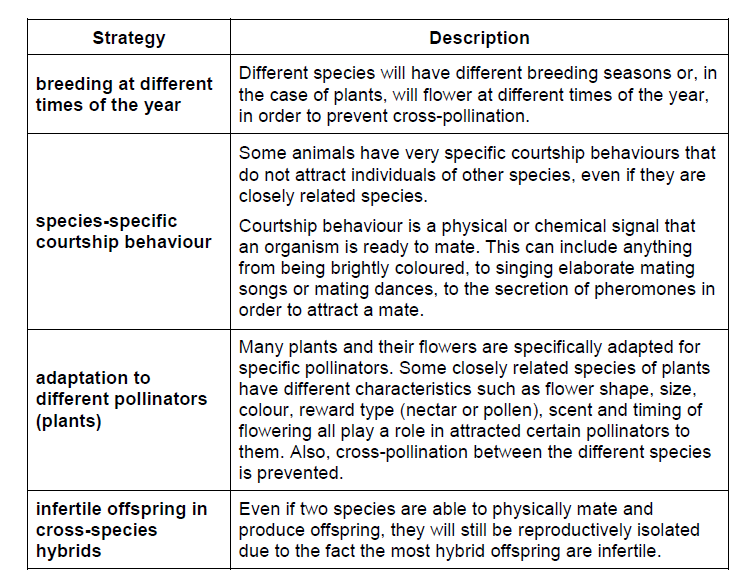 Strategy
Description
breeding at different
times of the year
Different species will have different breeding seasons or, in
the case of plants, will flower at different times of the year,
in order to prevent cross-pollination.
species-specific
courtship behaviour
Some animals have very specific courtship behaviours that
do not attract individuals of other species, even if they are
closely related species.
Courtship behaviour is a physical or chemical signal that
an organism is ready to mate. This can include anything
from being brightly coloured, to singing elaborate mating
songs or mating dances, to the secretion of pheromones in
order to attract a mate.
adaptation to
different pollinators
(plants)
Many plants and their flowers are specifically adapted for
specific pollinators. Some closely related species of plants
have different characteristics such as flower shape, size,
colour, reward type (nectar or pollen), scent and timing of
flowering all play a role in attracted certain pollinators to
them. Also, cross-pollination between the different species
is prevented.
infertile offspring in
cross-species
hybrids
Even if two species are able to physically mate and
produce offspring, they will still be reproductively isolated
due to the fact the most hybrid offspring are infertile.